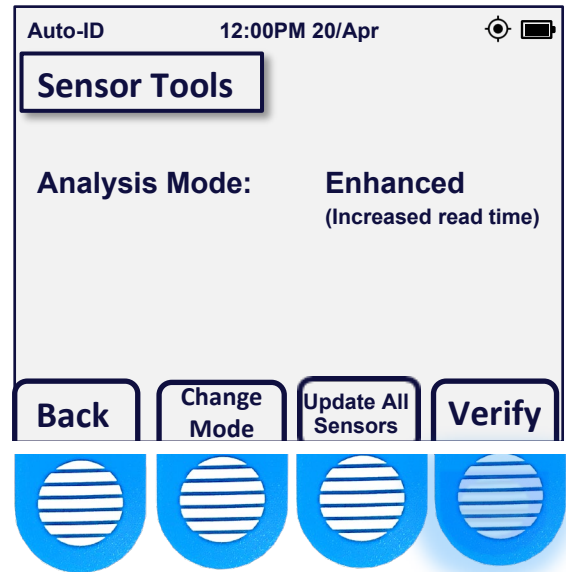 Auto-ID 12:00PM 20/Apr
Sensor Tools
Analysis Mode: Enhanced
(Increased read time)
Back
Change
Mode
Update All
Sensors
Verify